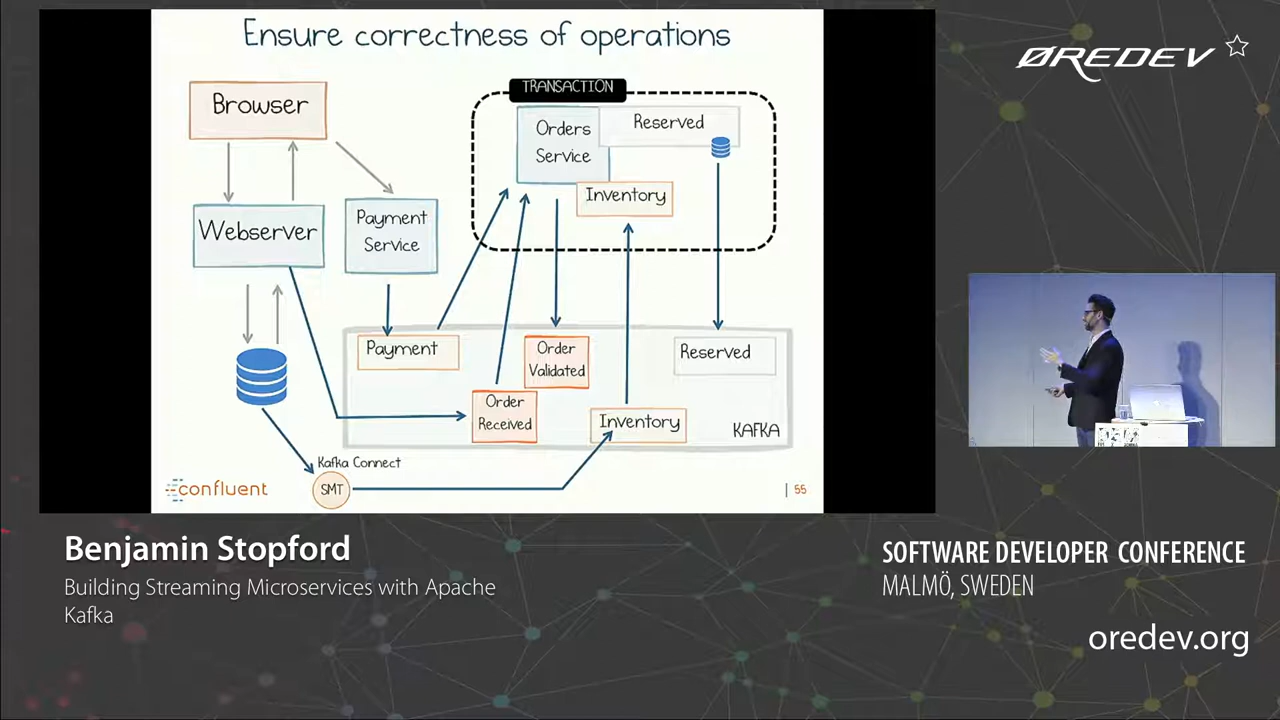 Ensure correctness of operations
ØREDEV
TRANSACTION
Browser
Orders
Service
Reserved
Inventory
Webserver
Payment
Service
Payment
Order
Validated
Reserved
Order
Received
Inventory
KAFKA
Kafka Connect
SMT
confluent
| 55
Benjamin Stopford
Building Streaming Microservices with Apache
Kafka
SOFTWARE DEVELOPER CONFERENCE
MALMÖ, SWEDEN
oredev.org